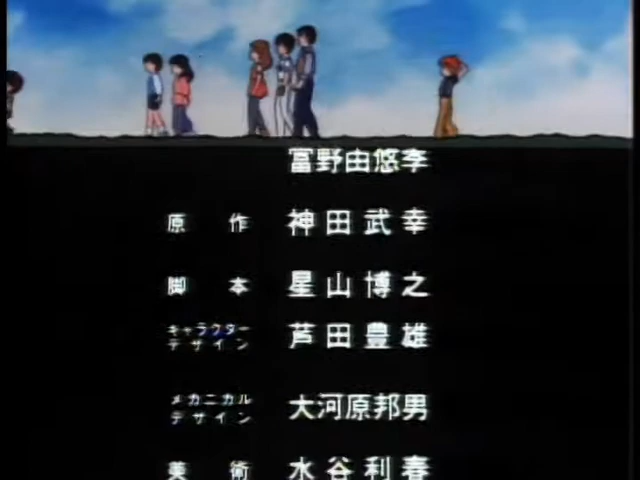 冨野由悠季
原作 神田武幸
脚本 星山博之
キャラクターデザイン 芦田豊雄
メカニカルデザイン 大河原邦男
美術 水谷利春